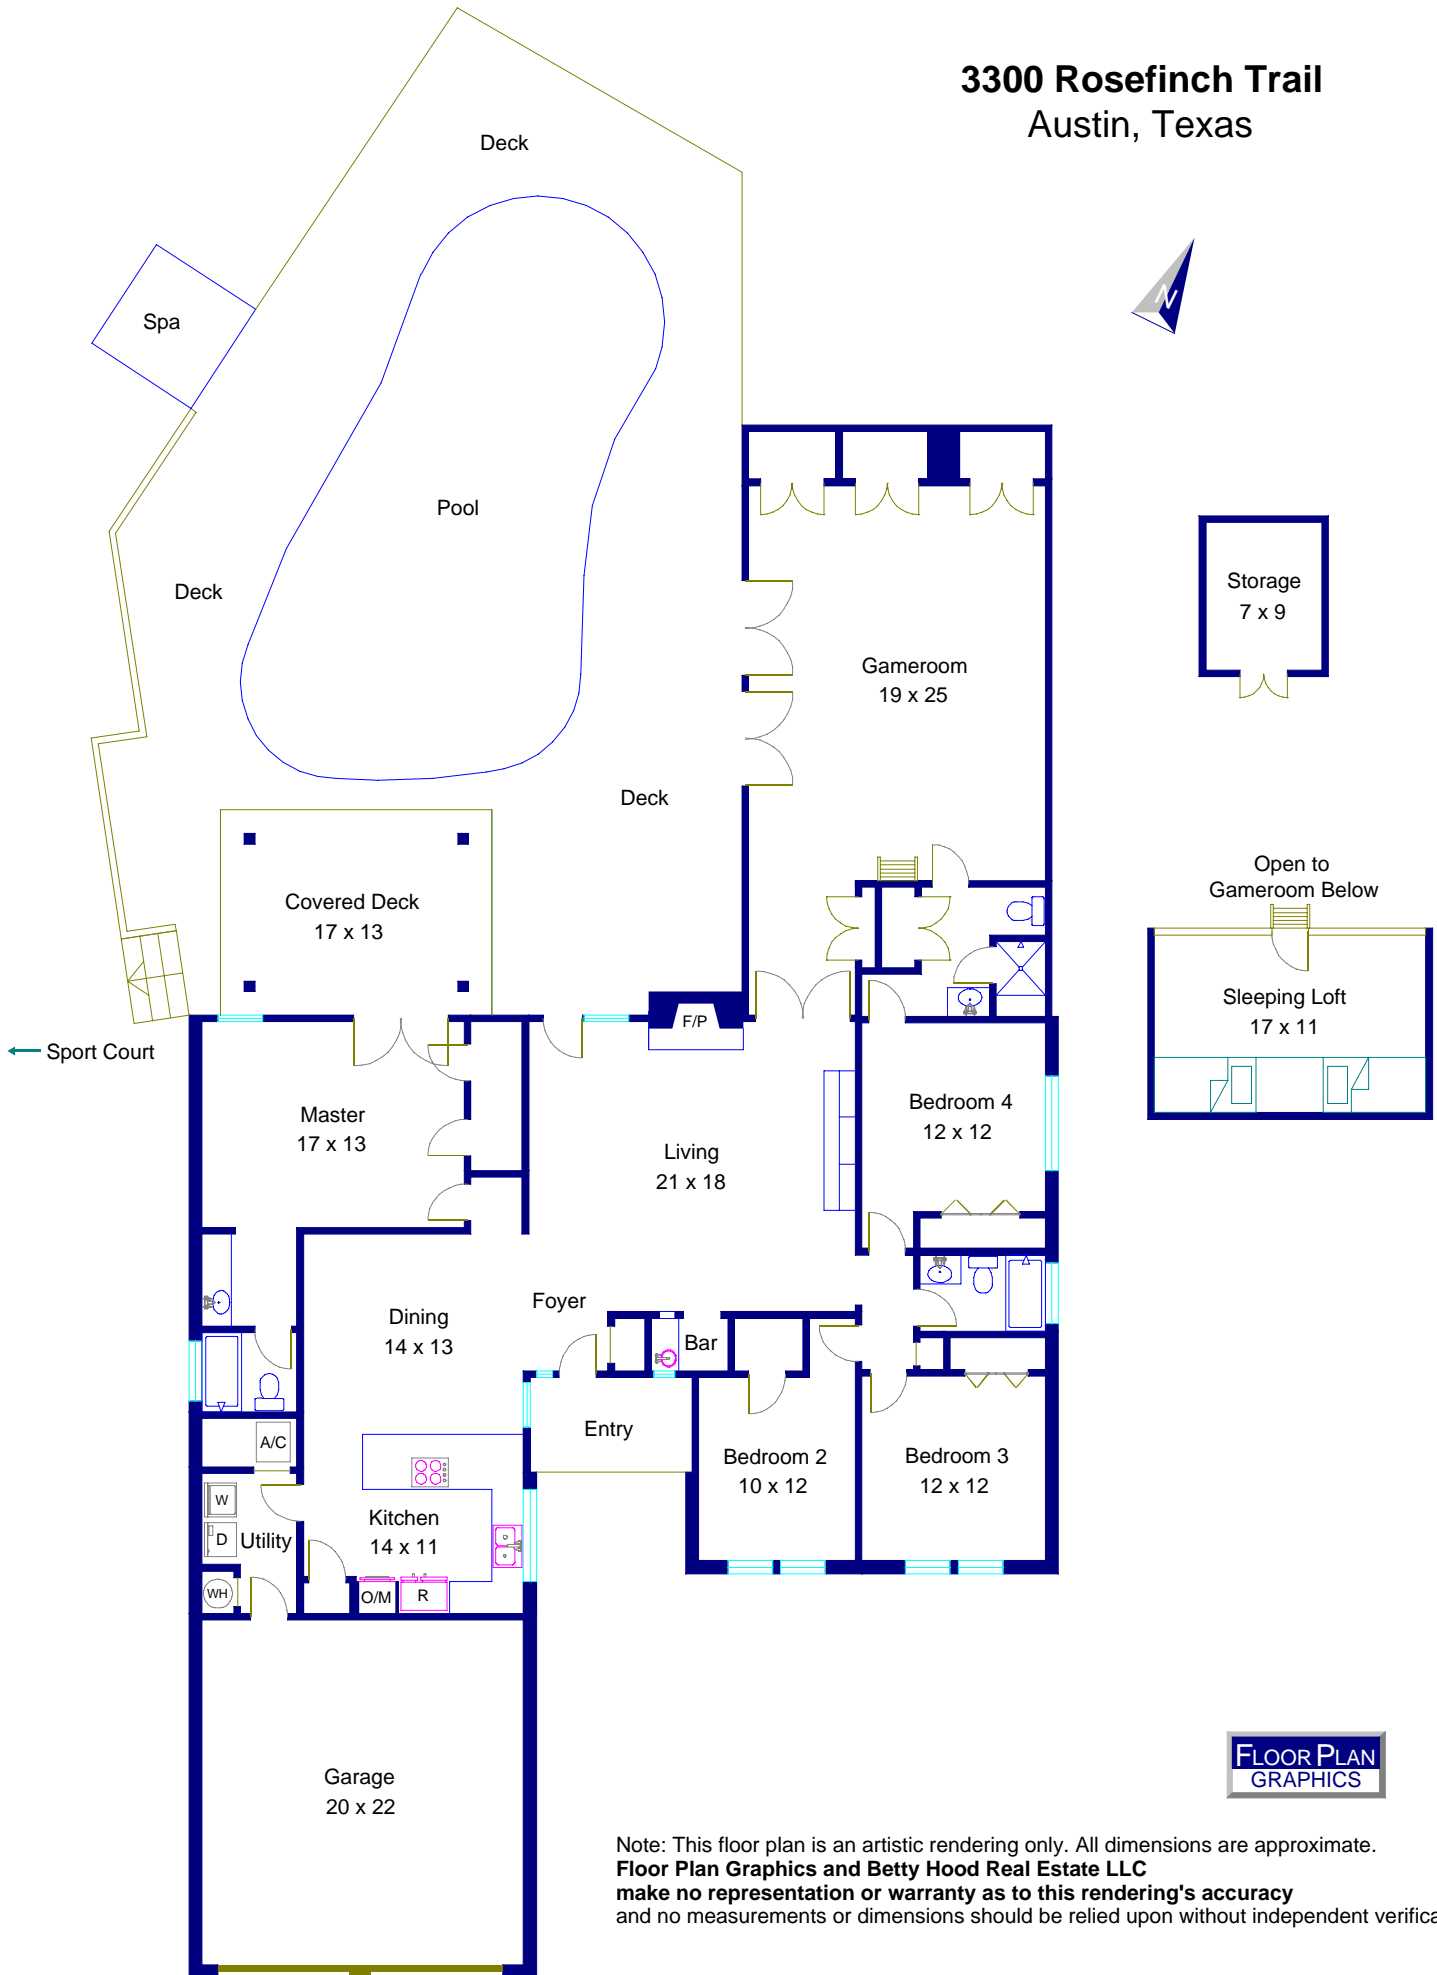 3300 Rosefinch Trail
Austin, Texas
Deck
N
Spa
Pool
Deck
Storage
7 x 9
Gameroom
19 x 25
Deck
Open to
Gameroom Below
Covered Deck
17 x 13
Sleeping Loft
17 x 11
F/P
Sport Court
Master
17 x 13
Living
21 x 18
Bedroom 4
12 x 12
Foyer
Dining
14 x 13
Bar
Entry
A/C
Bedroom 2
10 x 12
Bedroom 3
12 x 12
W
D
Utility
Kitchen
14 x 11
WH
O/M
R
Garage
20 x 22
FLOOR PLAN
GRAPHICS
Note: This floor plan is an artistic rendering only. All dimensions are approximate.
Floor Plan Graphics and Betty Hood Real Estate LLC
make no representation or warranty as to this rendering's accuracy
and no measurements or dimensions should be relied upon without independent verifica